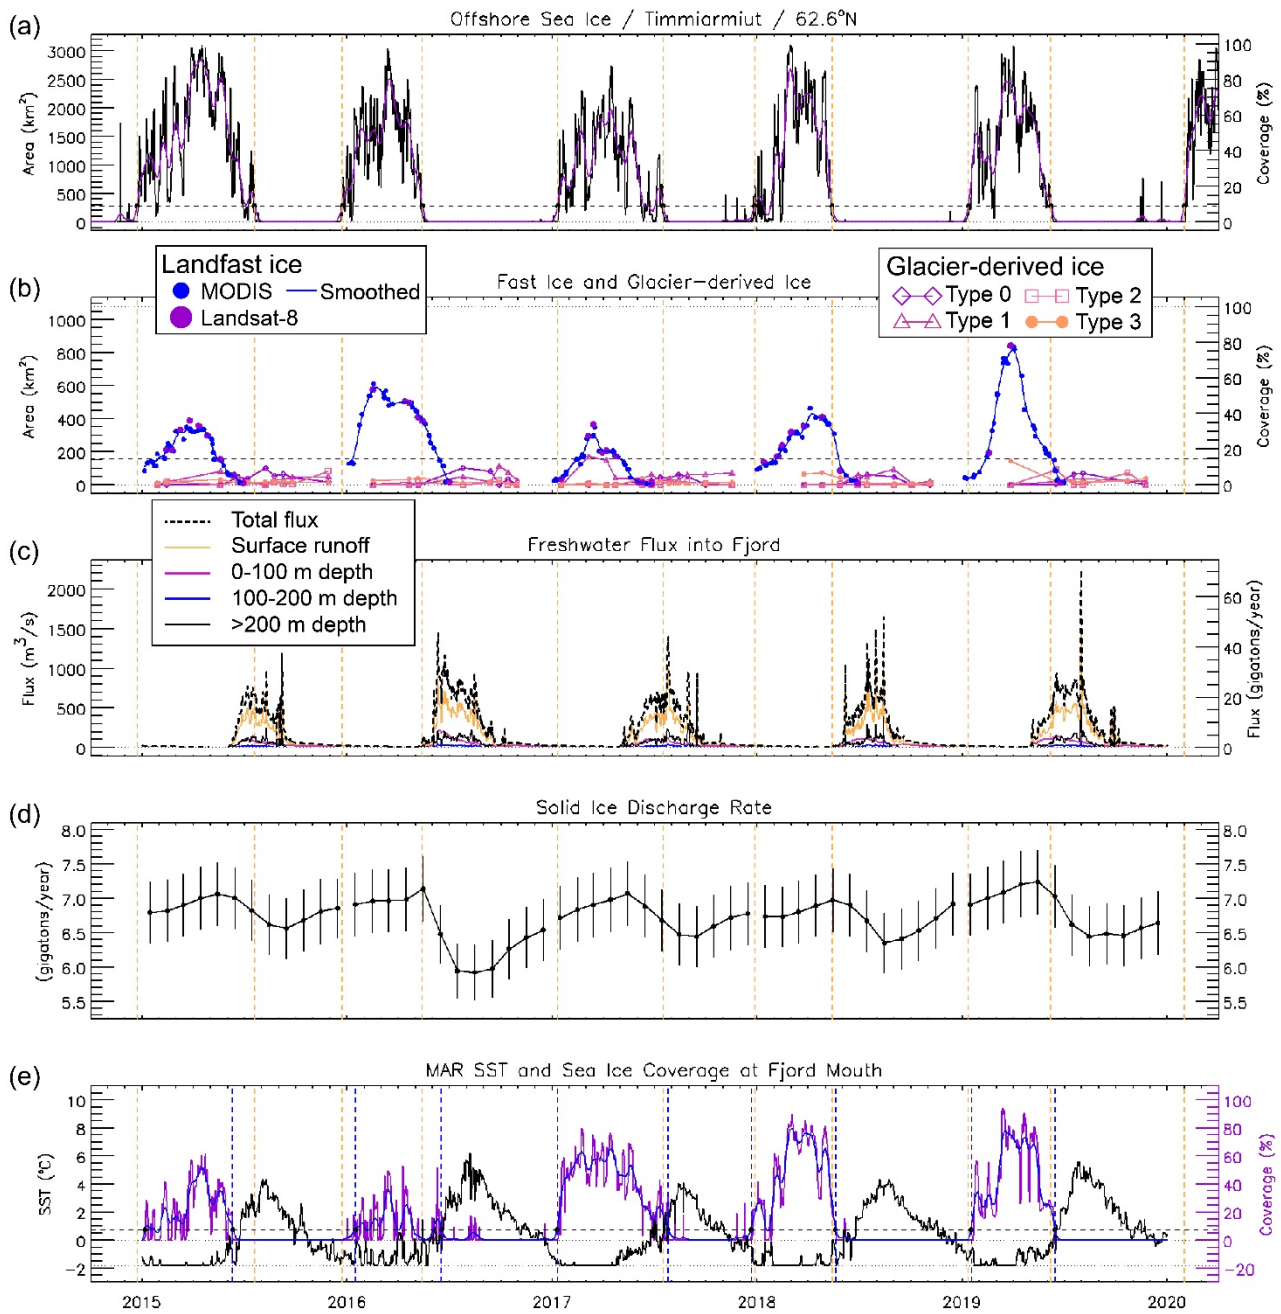 (a)
Offshore Sea Ice / Timmiarmiut / 62.6°N
3000
2500
2000
1500
1000
500
0
Area (km²)
100
80
60
40
20
0
Coverage (%)
Landfast ice
MODIS
Smoothed
Landsat-8
Glacier-derived ice
Type 0
Type 2
Type 1
Type 3
(b)
Fast Ice and Glacier-derived Ice
1000
800
600
400
200
0
Area (km²)
100
80
60
40
20
0
Coverage (%)
Total flux
Surface runoff
0-100 m depth
100-200 m depth
>200 m depth
(c)
Freshwater Flux into Fjord
2000
1500
1000
500
0
Flux (m³/s)
60
40
20
0
Flux (gigatons/year)
(d)
Solid Ice Discharge Rate
8.0
7.5
7.0
6.5
6.0
5.5
(gigatons/year)
8.0
7.5
7.0
6.5
6.0
5.5
(e)
MAR SST and Sea Ice Coverage at Fjord Mouth
10
8
6
4
2
0
-2
SST (°C)
100
80
60
40
20
0
-20
Coverage (%)
2015 2016 2017 2018 2019 2020